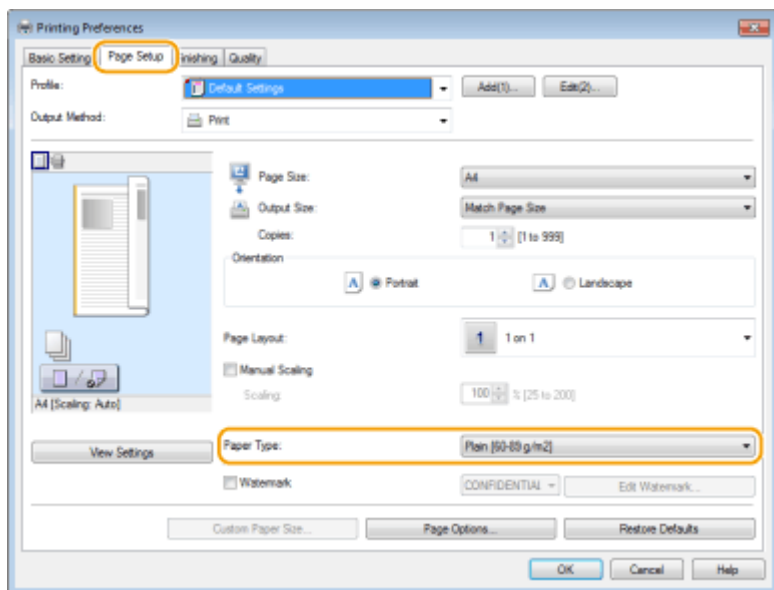 Printing Preferences
Basic Setting Page Setup Finishing Quality
Profile: Default Settings Add(1)... Edit(2)...
Output Method: Print
Page Size: A4
Output Size: Match Page Size
Copies: 1 [1 to 999]
Orientation
A Portrait A Landscape
Page Layout: 1 1 on 1
Manual Scaling
Scaling: 100 % [25 to 200]
A4 [Scaling: Auto]
View Settings
Paper Type: Plain [60-89 g/m2]
Watermark CONFIDENTIAL Edit Watermark...
Custom Paper Size... Page Options... Restore Defaults
OK Cancel Help